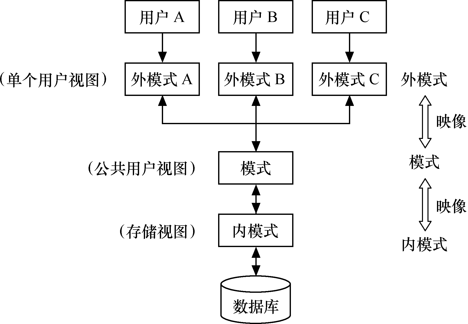 用户 A 用户 B 用户 C
(单个用户视图) 外模式 A 外模式 B 外模式 C 外模式
映像
(公共用户视图) 模式 模式
映像
(存储视图) 内模式 内模式
数据库